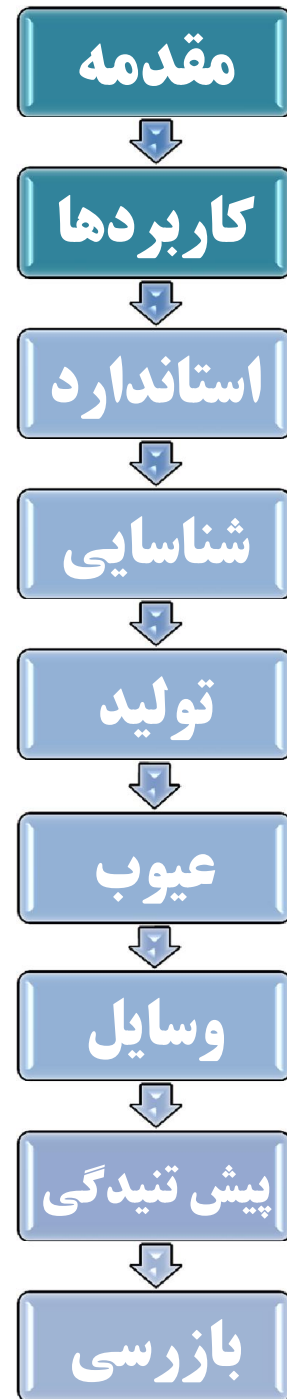 مقدمه
کاربردها
استاندارد
شناسایی
تولید
عیوب
وسایل
پیش تنیدگی
بازرسی